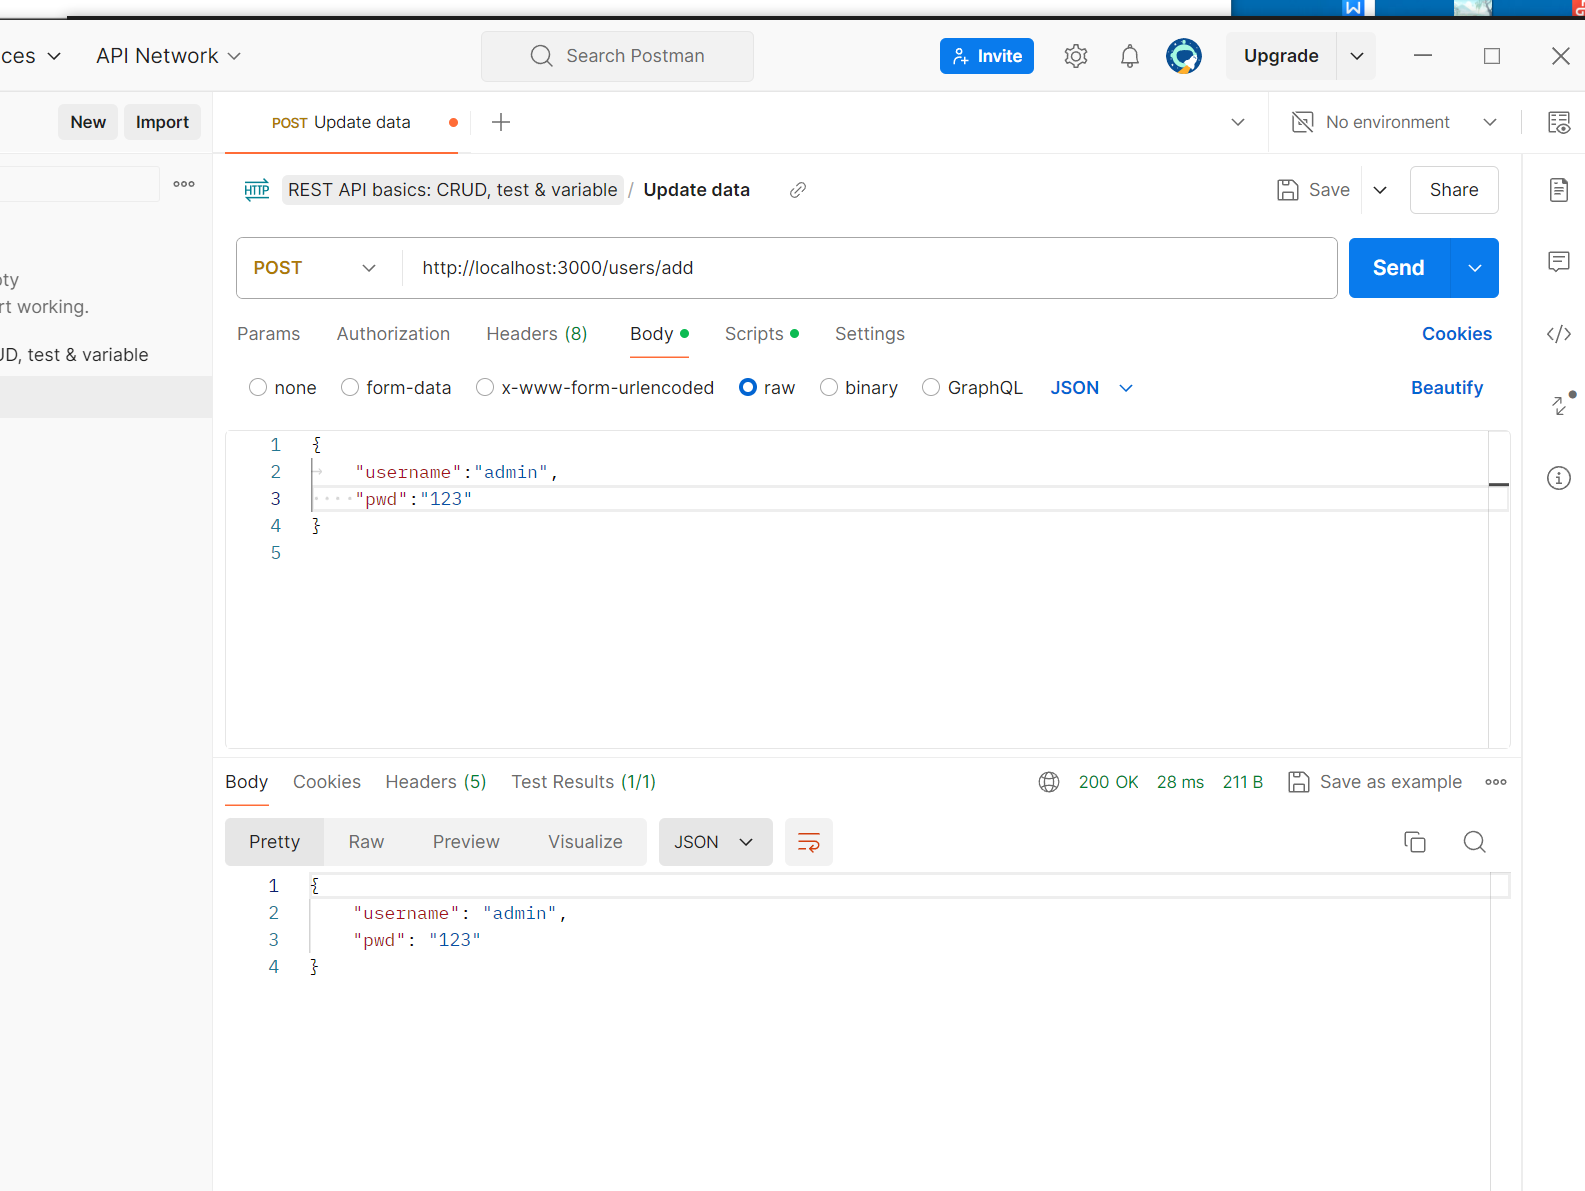 ces
API Network
Search Postman
Invite
Upgrade
New
Import
POST Update data
No environment
HTTP
REST API basics: CRUD, test & variable / Update data
Save
Share
POST
http://localhost:3000/users/add
Send
pty
rt working.
UD, test & variable
Params
Authorization
Headers (8)
Body
Scripts
Settings
Cookies
none
form-data
x-www-form-urlencoded
raw
binary
GraphQL
JSON
Beautify
1 {
2 "username":"admin",
3 "pwd":"123"
4 }
5
Body
Cookies
Headers (5)
Test Results (1/1)
200 OK
28 ms
211 B
Save as example
Pretty
Raw
Preview
Visualize
JSON
1 {
2 "username": "admin",
3 "pwd": "123"
4 }